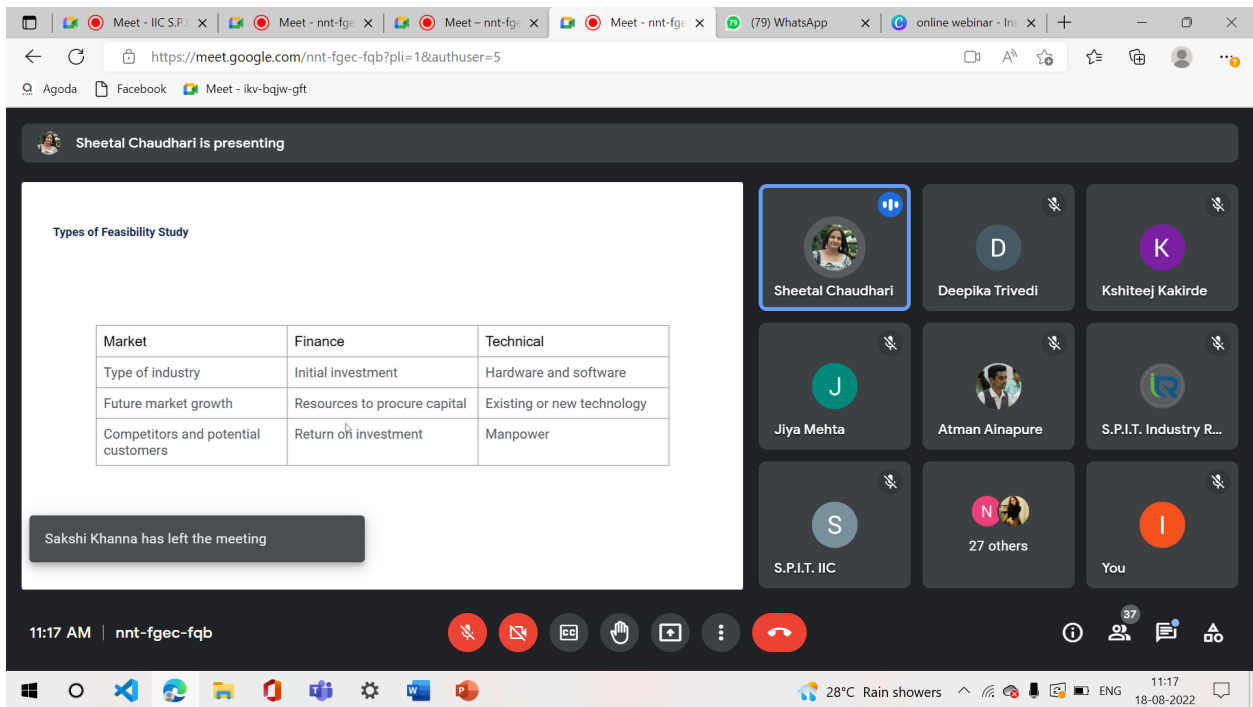 Meet - IIC S.P.I
Meet - nnt-fge
Meet – nnt-fge
Meet - nnt-fge
79
(79) WhatsApp
C
online webinar - Ins
https://meet.google.com/nnt-fgec-fqb?pli=1&authuser=5
Agoda
Facebook
Meet - ikv-bqjw-gft
Sheetal Chaudhari is presenting
Types of Feasibility Study
Market Finance Technical
Type of industry Initial investment Hardware and software
Future market growth Resources to procure capital Existing or new technology
Competitors and potential Return on investment Manpower
customers
Sakshi Khanna has left the meeting
Sheetal Chaudhari
D
Deepika Trivedi
K
Kshiteej Kakirde
J
Jiya Mehta
Atman Ainapure
S.P.I.T. Industry R...
S
S.P.I.T. IIC
N
27 others
I
You
11:17 AM | nnt-fgec-fqb
CC
37
W
P
28°C Rain showers
ENG
11:17
18-08-2022